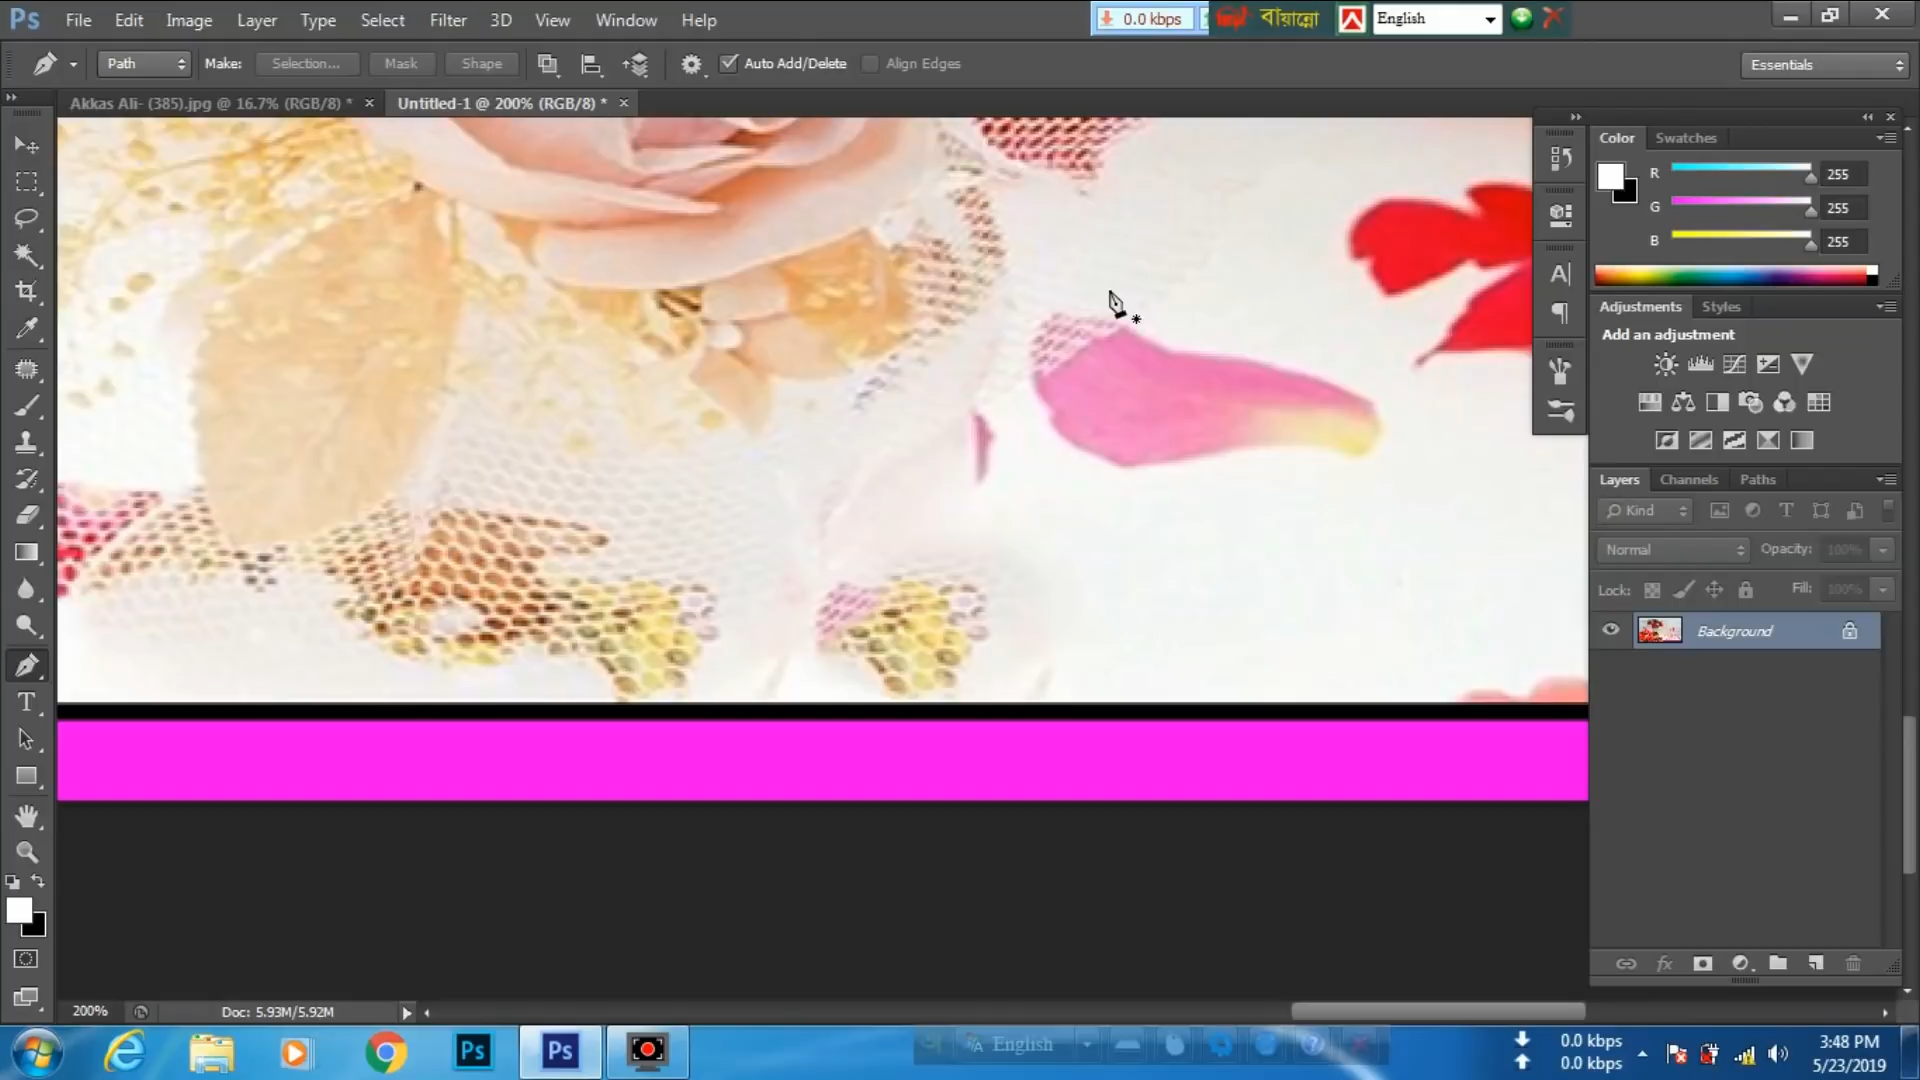 Ps File Edit Image Layer Type Select Filter 3D View Window Help
0.0 kbps
বায়ান্নো
English
Path Make: Selection... Mask Shape Auto Add/Delete Align Edges Essentials
Akkas Ali- (385).jpg @ 16.7% (RGB/8) * × Untitled-1 @ 200% (RGB/8) * ×
Color Swatches
R 255
G 255
B 255
Adjustments Styles
Add an adjustment
Layers Channels Paths
Kind
Normal Opacity: 100%
Lock: Fill: 100%
Background
200% Doc: 5.93M/5.92M
Ps Ps English
0.0 kbps
0.0 kbps
3:48 PM
5/23/2019